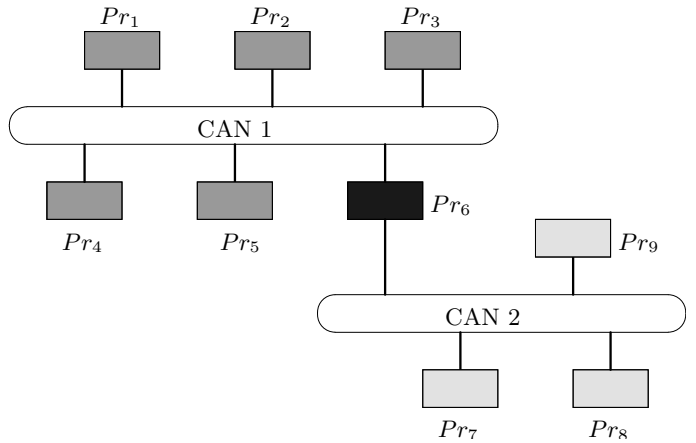 Pr₁ Pr₂ Pr₃
CAN 1
Pr₆
Pr₄ Pr₅ Pr₉
CAN 2
Pr₇ Pr₈